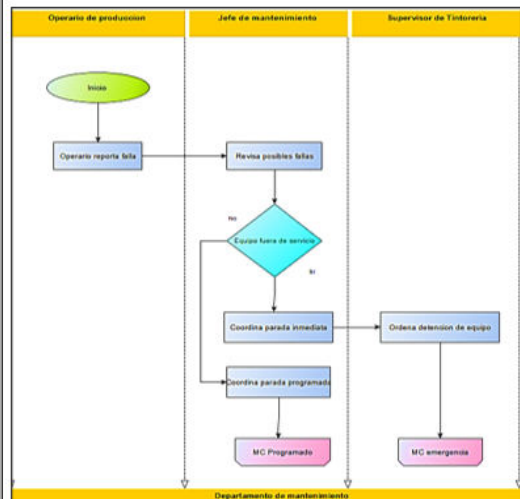 Operario de produccion
Jefe de mantenimiento
Supervisor de Tintoreria
Inicio
Operario reporta falla
Revisa posibles fallas
No
Equipo fuera de servicio
Si
Coordina parada inmediata
Ordena detencion de equipo
Coordina parada programada
MC Programado
MC emergencia
Departamento de mantenimiento